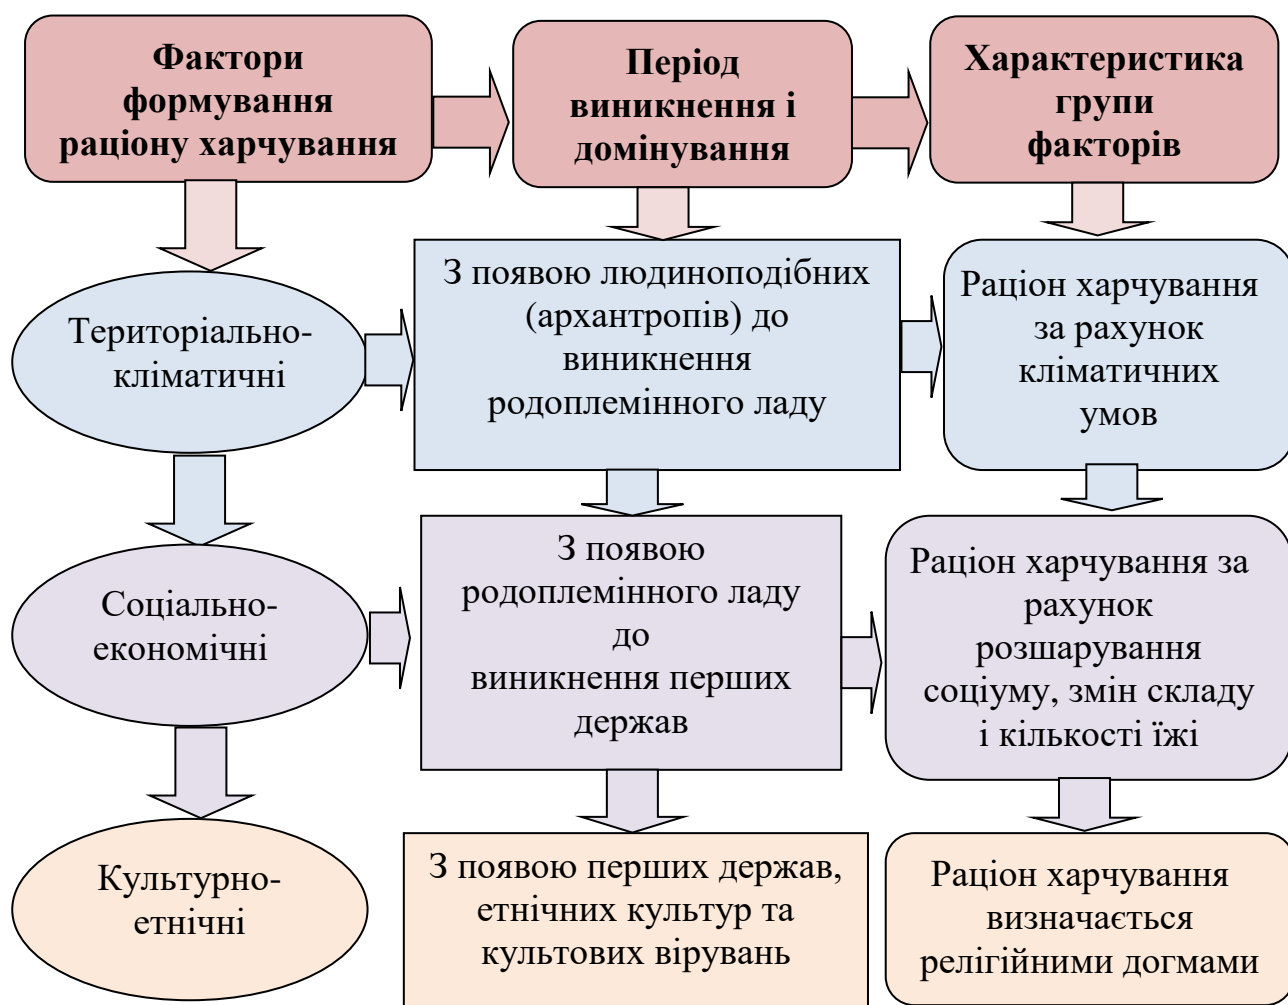 Фактори
формування
раціону харчування
Період
виникнення і
домінування
Характеристика
групи
факторів
Територіально-
кліматичні
З появою людиноподібних
(архантропів) до
виникнення
родоплемінного ладу
Раціон харчування
за рахунок
кліматичних
умов
Соціально-
економічні
З появою
родоплемінного ладу
до
виникнення перших
держав
Раціон харчування за
рахунок
розшарування
соціуму, змін складу
і кількості їжі
Культурно-
етнічні
З появою перших держав,
етнічних культур та
культових вірувань
Раціон харчування
визначається
релігійними догмами